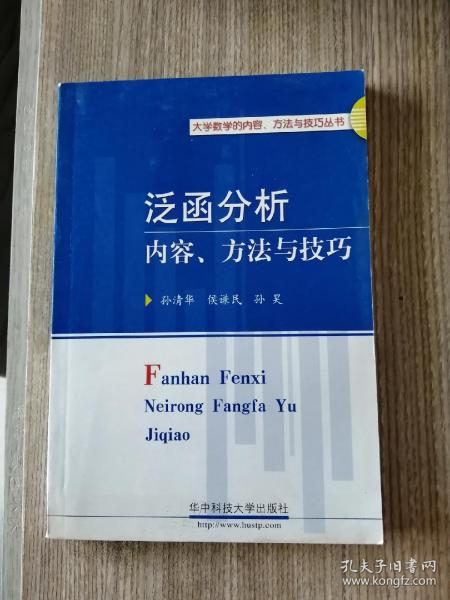 大学数学的内容、方法与技巧丛书
泛函分析
内容、方法与技巧
孙清华 侯谦民 孙昊
Fanhan Fenxi
Neirong Fangfa Yu
Jiqiao
华中科技大学出版社
http://www.hustp.com
孔夫子旧书网
www.kongfz.com